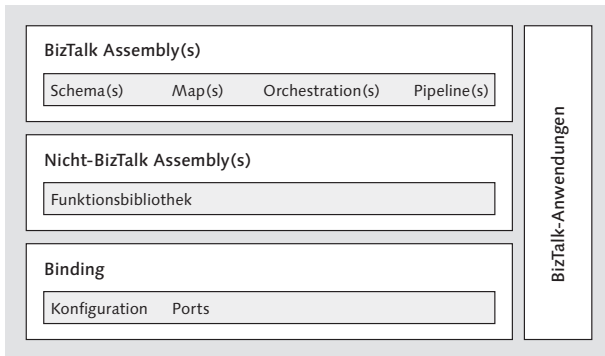 BizTalk Assembly(s)
Schema(s) Map(s) Orchestration(s) Pipeline(s)
Nicht-BizTalk Assembly(s)
Funktionsbibliothek
Binding
Konfiguration Ports
BizTalk-Anwendungen